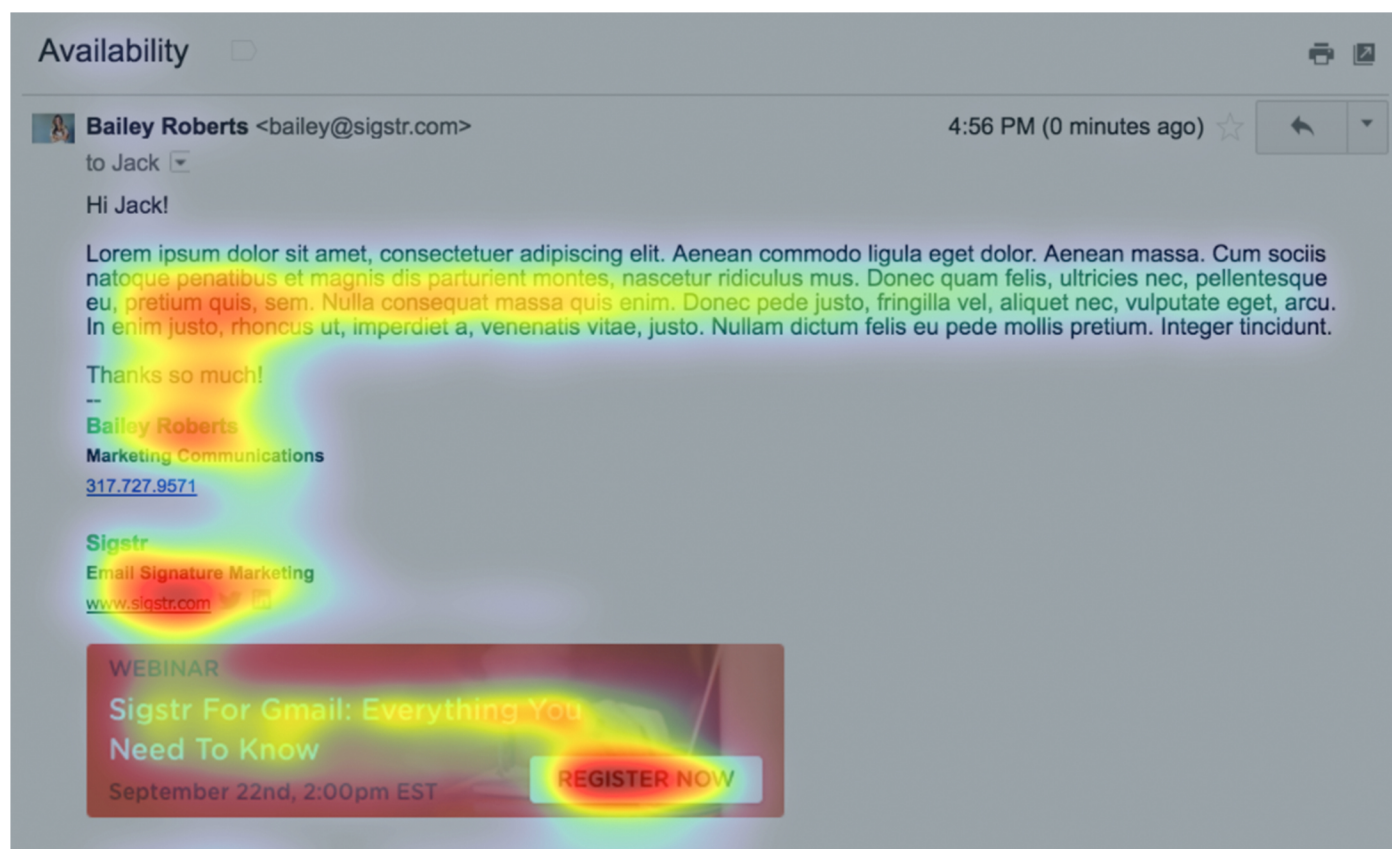 Availability
Bailey Roberts <bailey@sigstr.com>
4:56 PM (0 minutes ago)
to Jack
Hi Jack!
Lorem ipsum dolor sit amet, consectetuer adipiscing elit. Aenean commodo ligula eget dolor. Aenean massa. Cum sociis
natoque penatibus et magnis dis parturient montes, nascetur ridiculus mus. Donec quam felis, ultricies nec, pellentesque
eu, pretium quis, sem. Nulla consequat massa quis enim. Donec pede justo, fringilla vel, aliquet nec, vulputate eget, arcu.
In enim justo, rhoncus ut, imperdiet a, venenatis vitae, justo. Nullam dictum felis eu pede mollis pretium. Integer tincidunt.
Thanks so much!
--
Bailey Roberts
Marketing Communications
317.727.9571
Sigstr
Email Signature Marketing
www.sigstr.com
WEBINAR
Sigstr For Gmail: Everything You
Need To Know
September 22nd, 2:00pm EST
REGISTER NOW